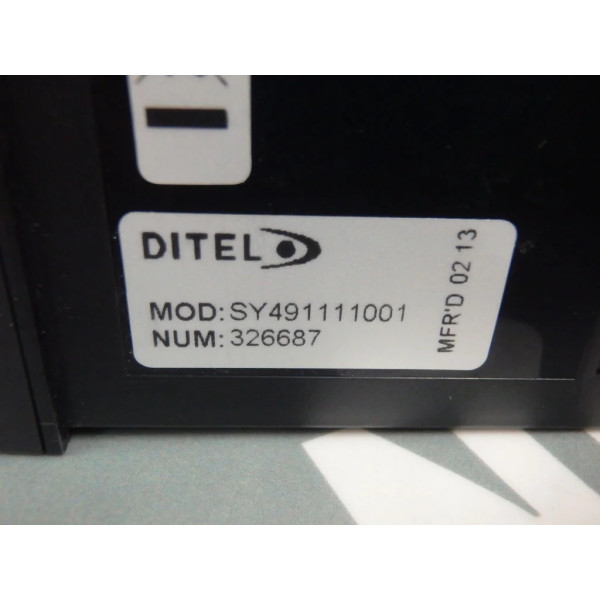 DITEL
MOD: SY491111001
NUM: 326687
MFR'D 02 13